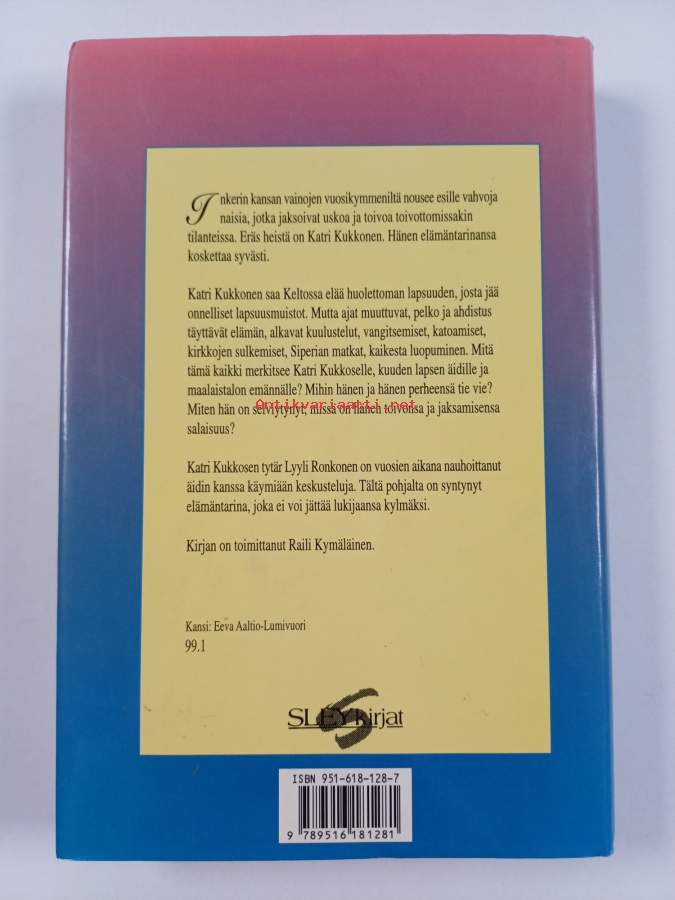 Inkerin kansan vainojen vuosikymmeniltä nousee esille vahvoja
naisia, jotka jaksoivat uskoa ja toivoa toivottomissakin
tilanteissa. Eräs heistä on Katri Kukkonen. Hänen elämäntarinansa
koskettaa syvästi.
Katri Kukkonen saa Keltossa elää huolettoman lapsuuden, josta jää
onnelliset lapsuusmuistot. Mutta ajat muuttuvat, pelko ja ahdistus
täyttävät elämän, alkavat kuulustelut, vangitsemiset, katoamiset,
kirkkojen sulkemiset, Siperian matkat, kaikesta luopuminen. Mitä
tämä kaikki merkitsee Katri Kukkoselle, kuuden lapsen äidille ja
maalaistalon emännälle? Mihin hänen ja hänen perheensä tie vie?
Miten hän on selviytynyt, missä on hänen toivonsa ja jaksamisensa
salaisuus?
Antikvariaatti.net
Katri Kukkosen tytär Lyyli Ronkonen on vuosien aikana nauhoittanut
äidin kanssa käymiään keskusteluja. Tältä pohjalta on syntynyt
elämäntarina, joka ei voi jättää lukijaansa kylmäksi.
Kirjan on toimittanut Raili Kymäläinen.
Kansi: Eeva Aaltio-Lumivuori
99.1
SLEY kirjat
ISBN 951-618-128-7
9 789516 181281